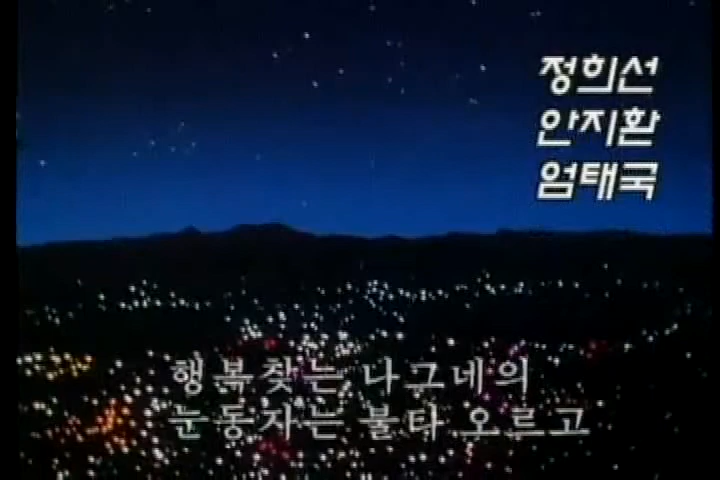 정희선
안지환
엄태국
행복찾는 나그네의
눈동자는 불타 오르고